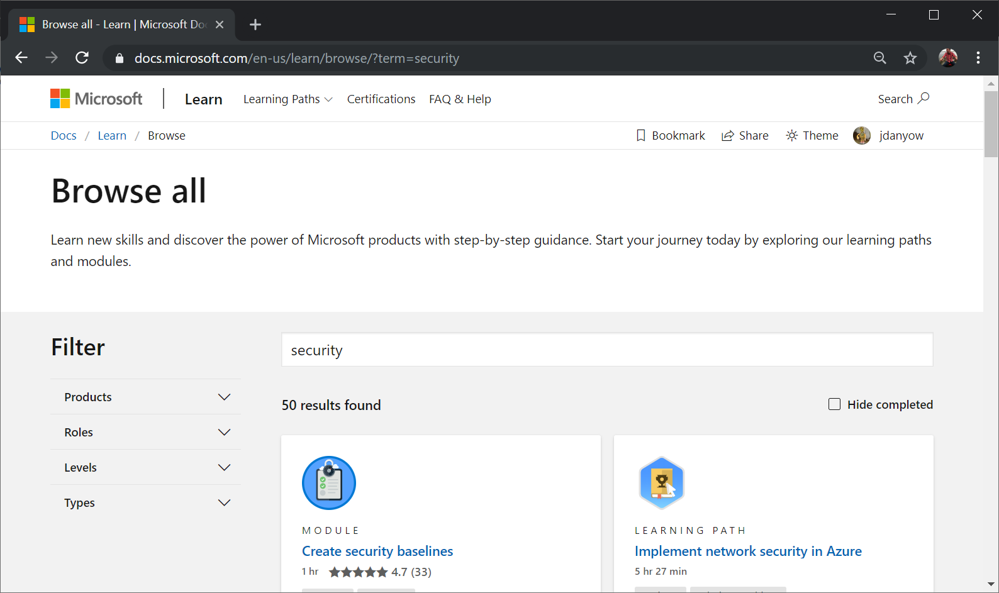 Browse all - Learn | Microsoft Do
docs.microsoft.com/en-us/learn/browse/?term=security
Microsoft
Learn
Learning Paths
Certifications
FAQ & Help
Search
Docs / Learn / Browse
Bookmark
Share
Theme
jdanyow
Browse all
Learn new skills and discover the power of Microsoft products with step-by-step guidance. Start your journey today by exploring our learning paths
and modules.
Filter
Products
Roles
Levels
Types
security
50 results found
Hide completed
MODULE
Create security baselines
1 hr
4.7 (33)
LEARNING PATH
Implement network security in Azure
5 hr 27 min